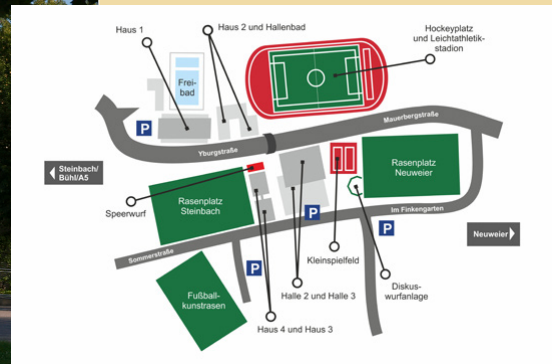 Haus 1
Haus 2 und Hallenbad
Hockeyplatz
und Leichtathletik-
stadion
Frei-
bad
P
Mauerbergstraße
Yburgstraße
Steinbach/
Bühl/A5
Rasenplatz
Neuweier
Speerwurf
Rasenplatz
Steinbach
P
Im Finkengarten
P
Neuweier
Sommerstraße
Kleinspielfeld
P
Diskus-
wurfanlage
Fußball-
kunstrasen
Halle 2 und Halle 3
Haus 4 und Haus 3